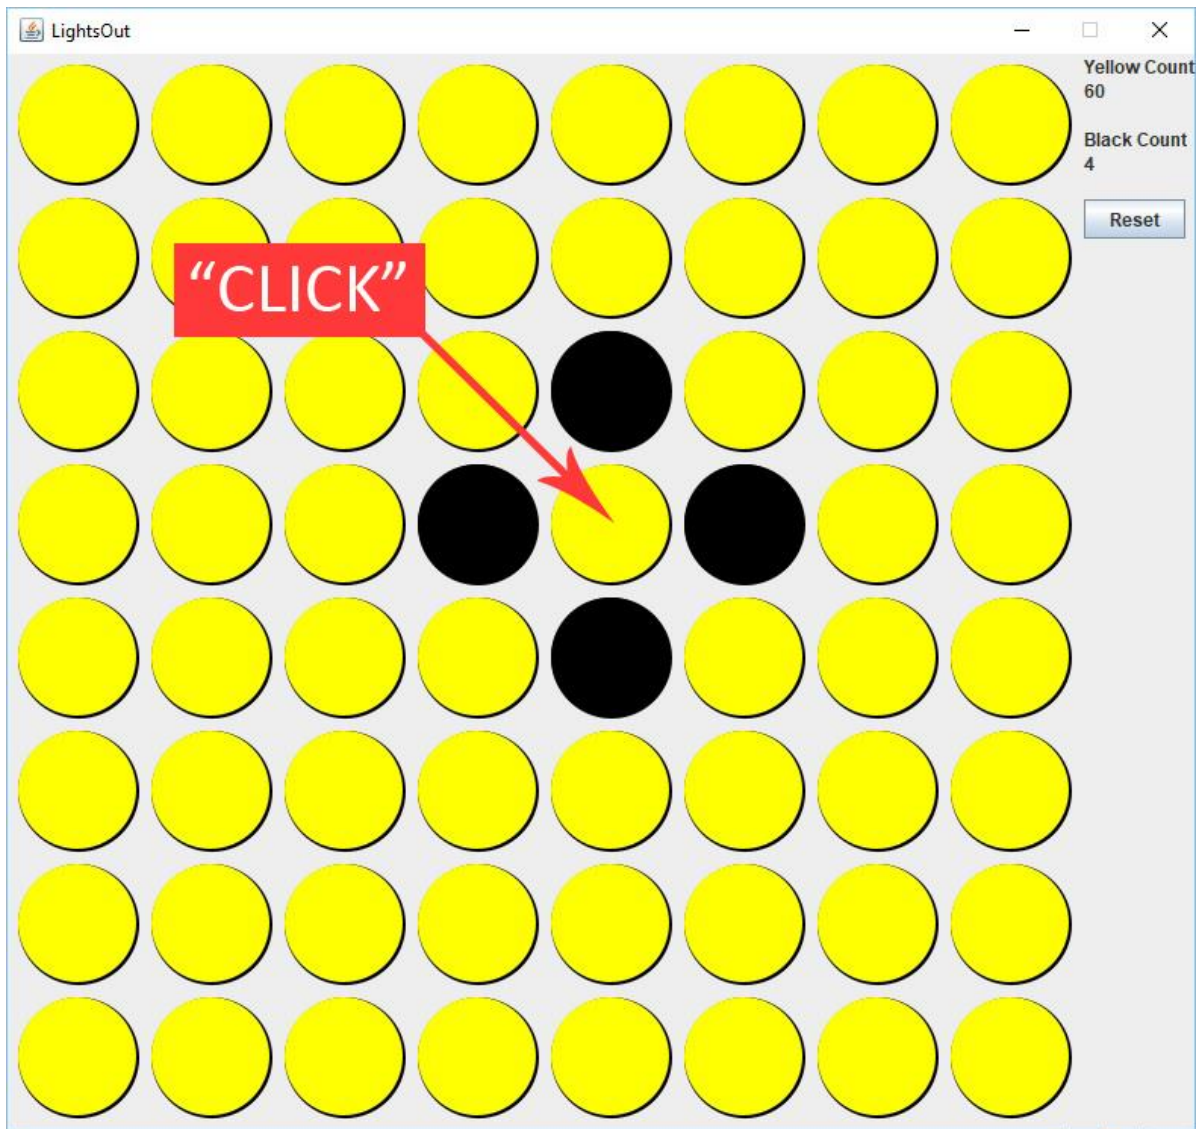 LightsOut
Yellow Count
60
Black Count
4
Reset
“CLICK”